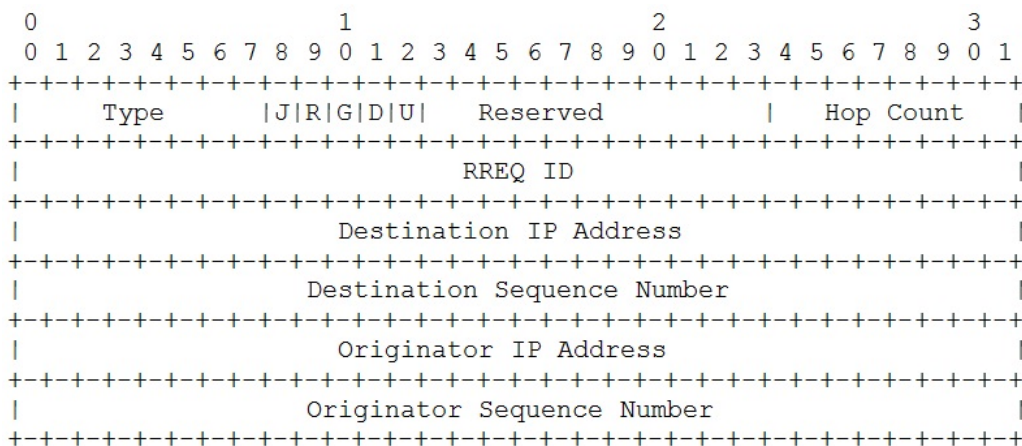 0                   1                   2                   3
0 1 2 3 4 5 6 7 8 9 0 1 2 3 4 5 6 7 8 9 0 1 2 3 4 5 6 7 8 9 0 1
+-+-+-+-+-+-+-+-+-+-+-+-+-+-+-+-+-+-+-+-+-+-+-+-+-+-+-+-+-+-+-+-+
|     Type      |J|R|G|D|U|   Reserved          |   Hop Count   |
+-+-+-+-+-+-+-+-+-+-+-+-+-+-+-+-+-+-+-+-+-+-+-+-+-+-+-+-+-+-+-+-+
|                            RREQ ID                            |
+-+-+-+-+-+-+-+-+-+-+-+-+-+-+-+-+-+-+-+-+-+-+-+-+-+-+-+-+-+-+-+-+
|                    Destination IP Address                     |
+-+-+-+-+-+-+-+-+-+-+-+-+-+-+-+-+-+-+-+-+-+-+-+-+-+-+-+-+-+-+-+-+
|                  Destination Sequence Number                  |
+-+-+-+-+-+-+-+-+-+-+-+-+-+-+-+-+-+-+-+-+-+-+-+-+-+-+-+-+-+-+-+-+
|                    Originator IP Address                      |
+-+-+-+-+-+-+-+-+-+-+-+-+-+-+-+-+-+-+-+-+-+-+-+-+-+-+-+-+-+-+-+-+
|                  Originator Sequence Number                   |
+-+-+-+-+-+-+-+-+-+-+-+-+-+-+-+-+-+-+-+-+-+-+-+-+-+-+-+-+-+-+-+-+